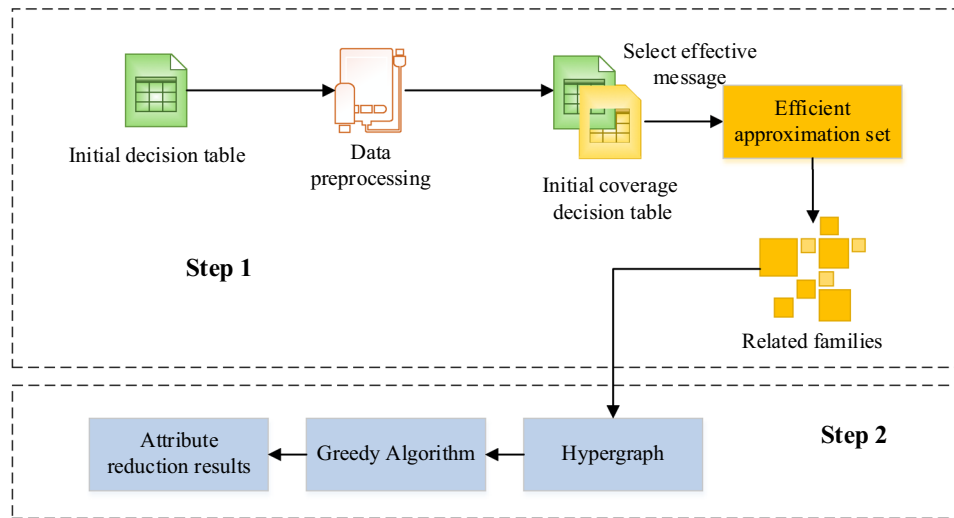 Select effective
message
Efficient
approximation set
Initial decision table
Data
preprocessing
Initial coverage
decision table
Step 1
Related families
Step 2
Attribute
reduction results
Greedy Algorithm
Hypergraph